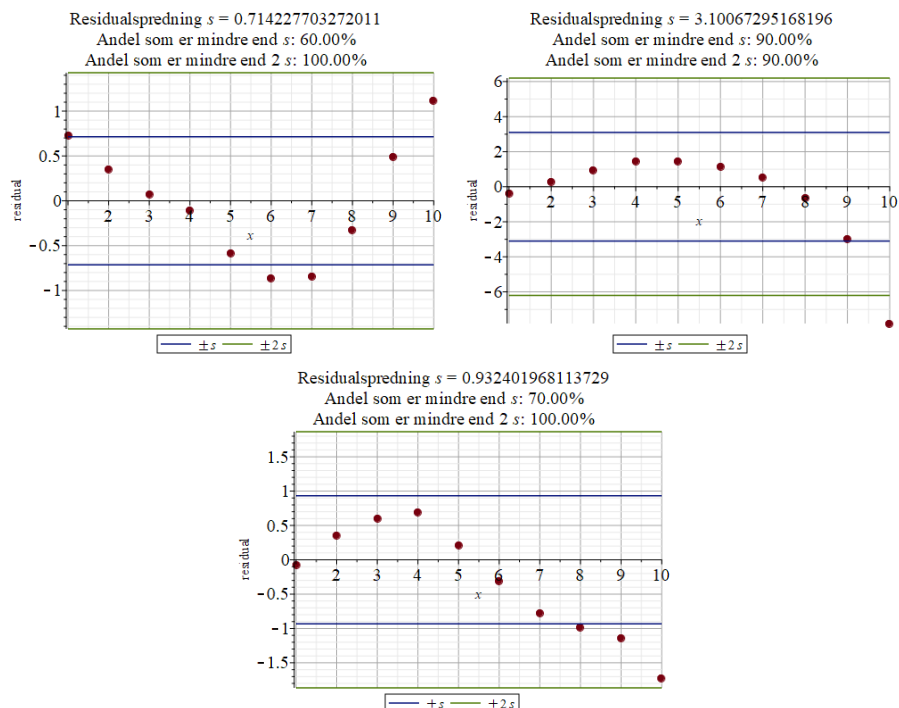 Residualspredning s = 0.714227703272011
Andel som er mindre end s: 60.00%
Andel som er mindre end 2 s: 100.00%
1
0.5
0
−0.5
−1
residual
2 3 4 5 6 7 8 9 10
x
±s ±2s
Residualspredning s = 3.10067295168196
Andel som er mindre end s: 90.00%
Andel som er mindre end 2 s: 90.00%
6
4
2
0
−2
−4
−6
residual
2 3 4 5 6 7 8 9 10
x
±s ±2s
Residualspredning s = 0.932401968113729
Andel som er mindre end s: 70.00%
Andel som er mindre end 2 s: 100.00%
1.5
1
0.5
0
−0.5
−1
−1.5
residual
2 3 4 5 6 7 8 9 10
x
±s ±2s